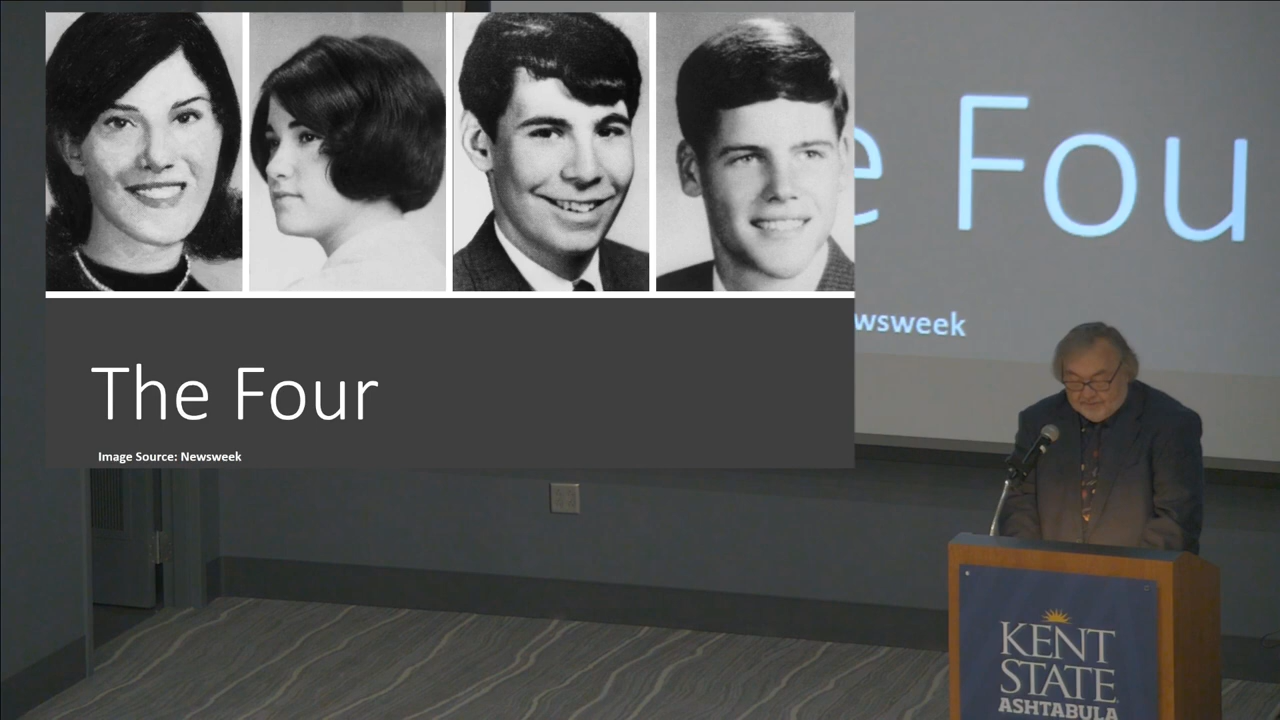 The Four
Image Source: Newsweek
e Fou
wsweek
KENT
STATE
ASHTABULA